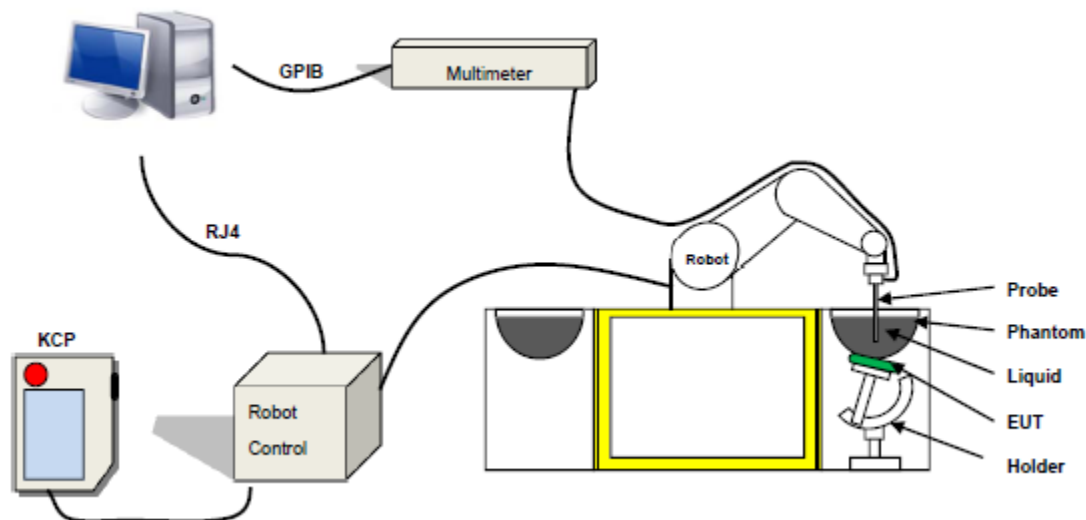 GPIB
Multimeter
RJ4
Robot
Probe
Phantom
Liquid
EUT
Holder
KCP
Robot
Control